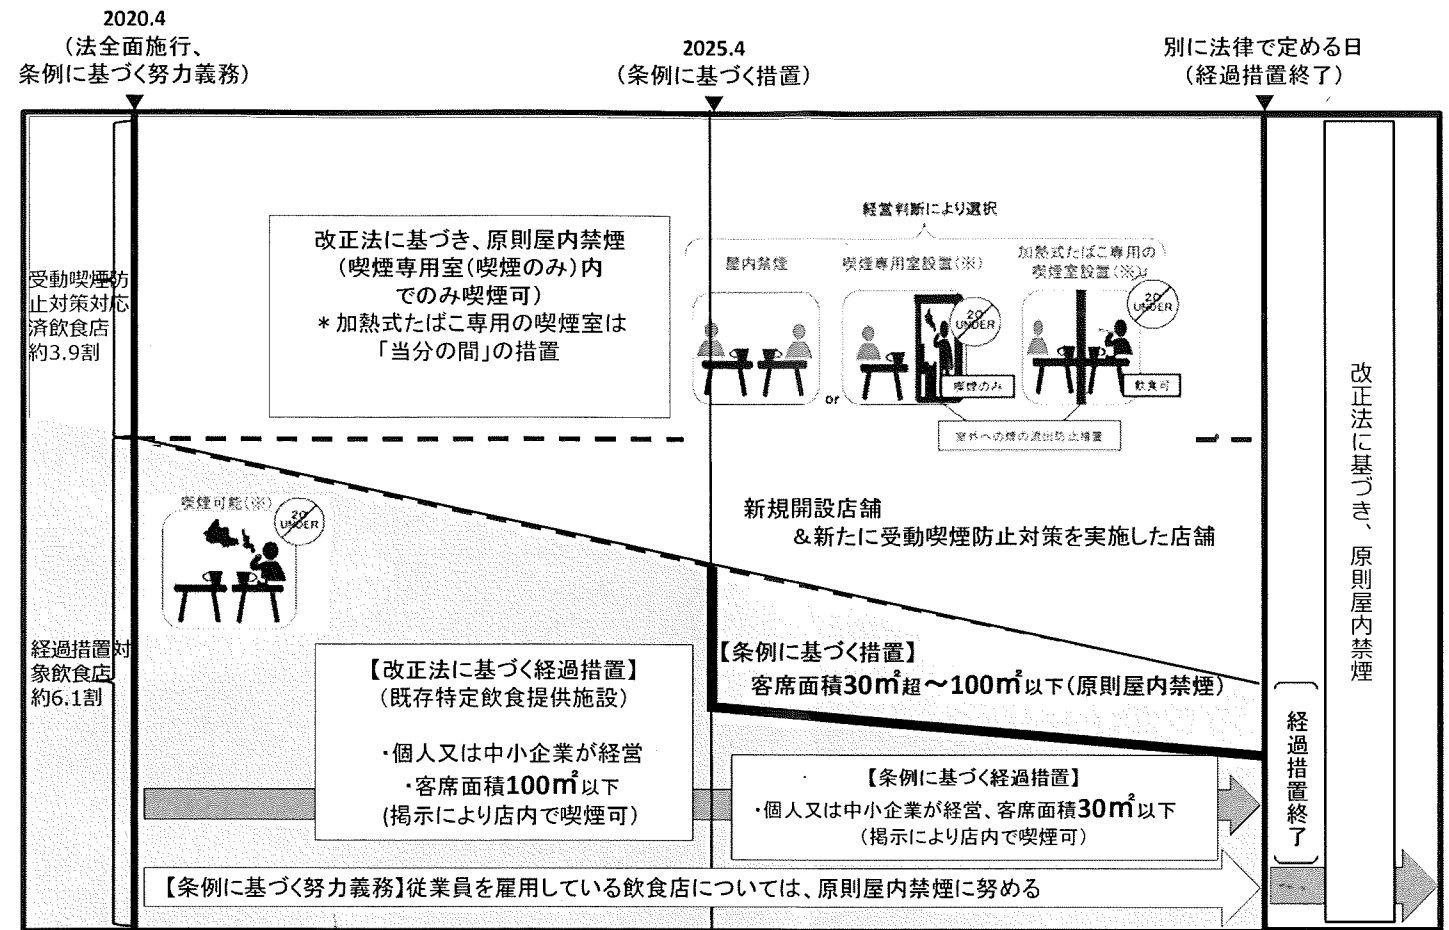 2020.4
(法全面施行、
条例に基づく努力義務)
2025.4
(条例に基づく措置)
別に法律で定める日
(経過措置終了)
受動喫煙防
止対策対応
済飲食店
約3.9割
改正法に基づき、原則屋内禁煙
(喫煙専用室(喫煙のみ)内
でのみ喫煙可)
*加熱式たばこ専用の喫煙室は
「当分の間」の措置
経営判断により選択
屋内禁煙
喫煙専用室設置(※)
加熱式たばこ専用の
喫煙室設置(※)
20
UNDER
20
UNDER
喫煙のみ
飲食可
or
室外への煙の流出防止措置
喫煙可能(※)
20
UNDER
新規開設店舗
&新たに受動喫煙防止対策を実施した店舗
経過措置対
象飲食店
約6.1割
【改正法に基づく経過措置】
(既存特定飲食提供施設)
・個人又は中小企業が経営
・客席面積100㎡以下
(掲示により店内で喫煙可)
【条例に基づく措置】
客席面積30㎡超~100㎡以下(原則屋内禁煙)
【条例に基づく経過措置】
・個人又は中小企業が経営、客席面積30㎡以下
(掲示により店内で喫煙可)
【条例に基づく努力義務】従業員を雇用している飲食店については、原則屋内禁煙に努める
(経過措置終了)
改正法に基づき、原則屋内禁煙